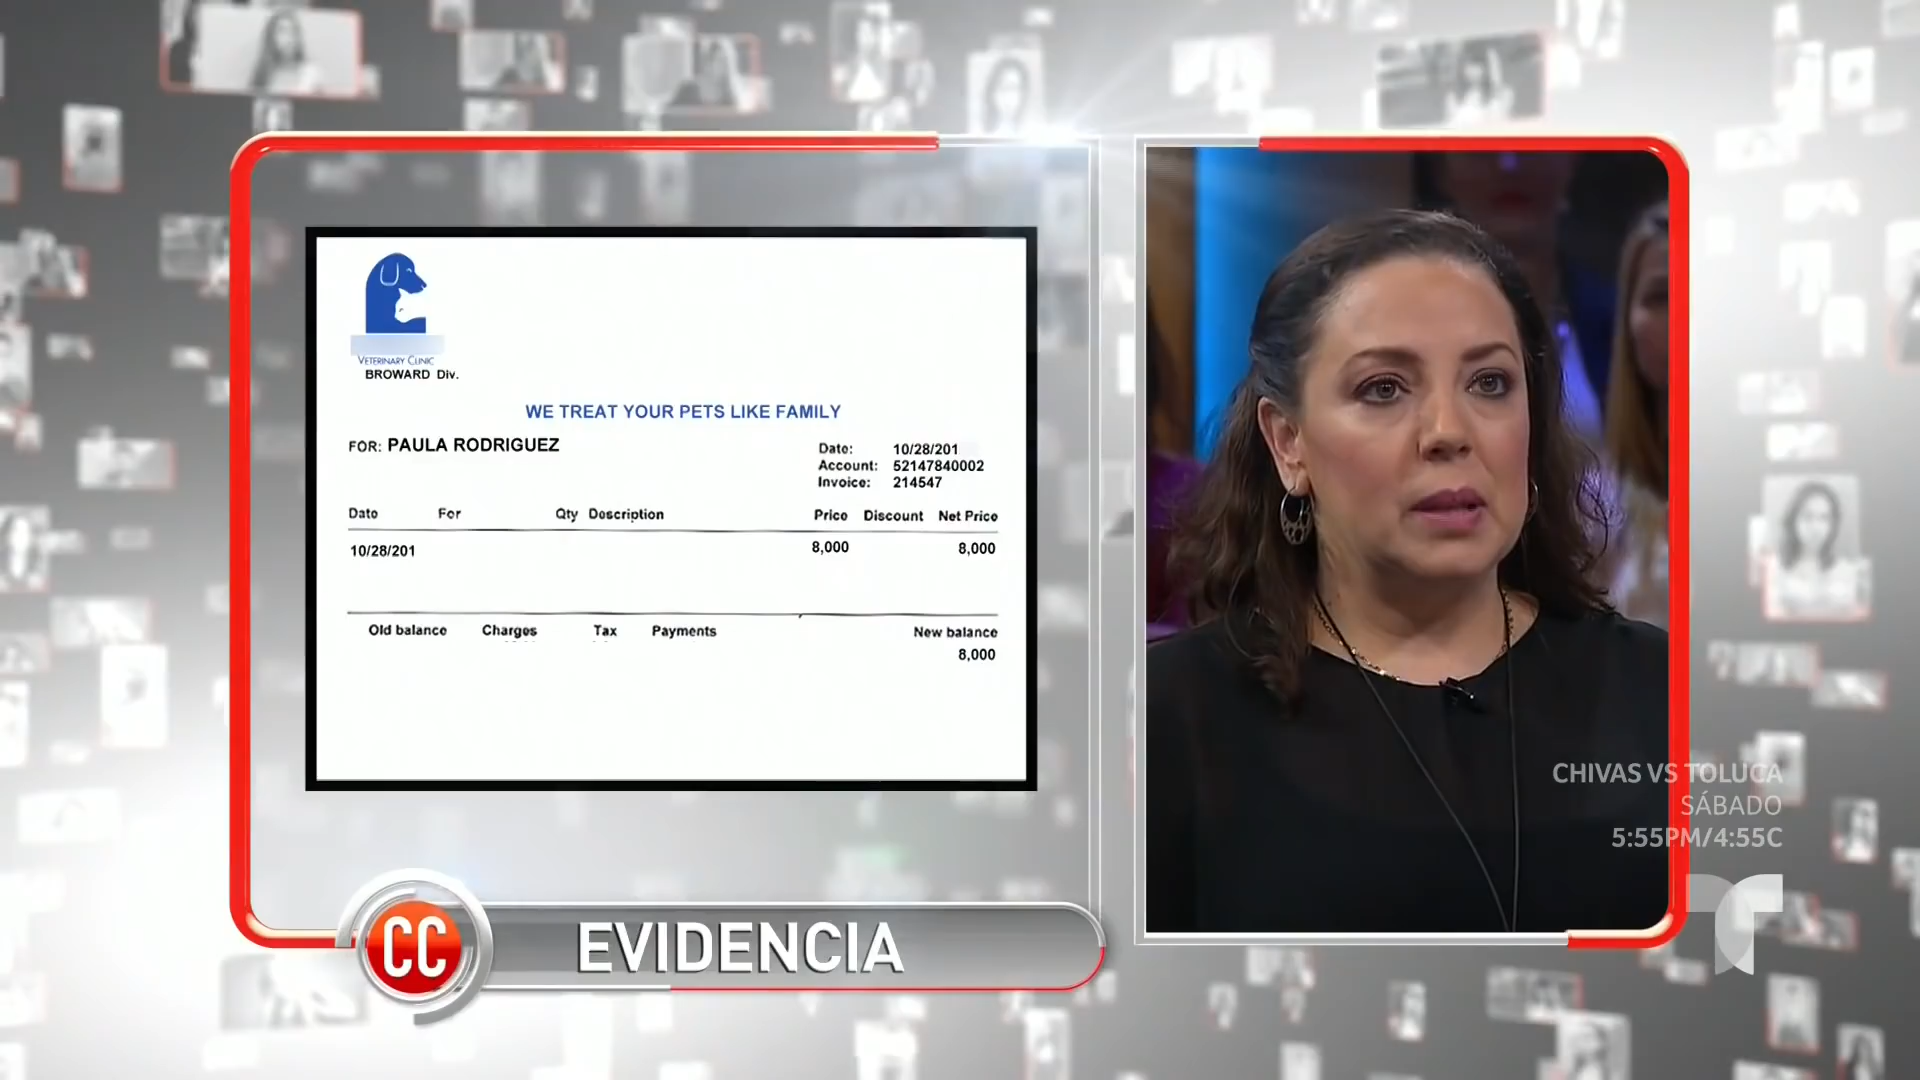 VETERINARY CLINIC
BROWARD Div.
WE TREAT YOUR PETS LIKE FAMILY
FOR: PAULA RODRIGUEZ
Date: 10/28/201
Account: 52147840002
Invoice: 214547
Date For Qty Description Price Discount Net Price
10/28/201 8,000 8,000
Old balance Charges Tax Payments New balance
8,000
CHIVAS VS TOLUCA
SÁBADO
5:55PM/4:55C
CC EVIDENCIA